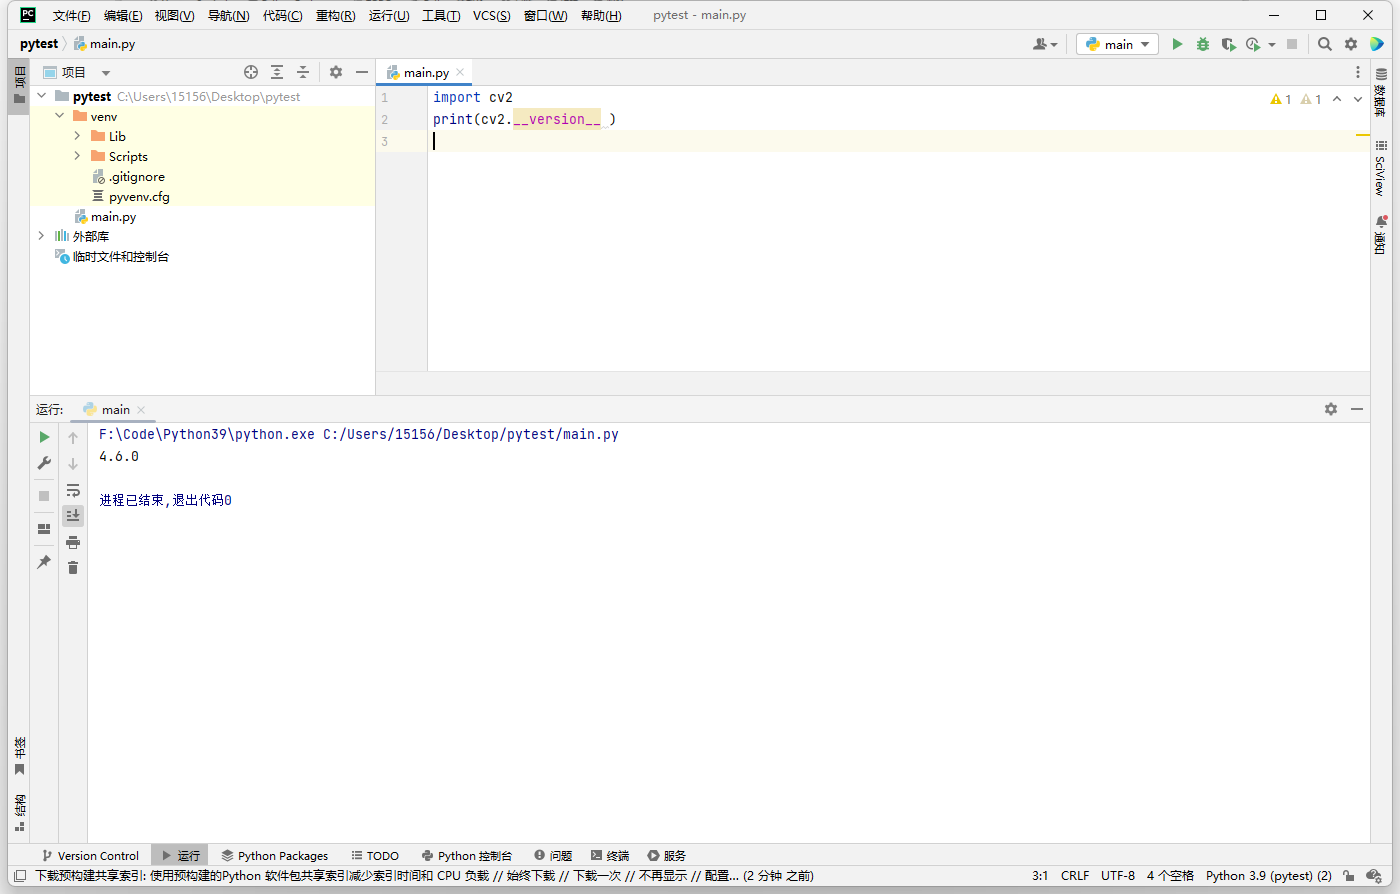 PC 文件(F) 编辑(E) 视图(V) 导航(N) 代码(C) 重构(R) 运行(U) 工具(T) VCS(S) 窗口(W) 帮助(H) pytest - main.py
pytest main.py
main
项目
项目
main.py
pytest C:\Users\15156\Desktop\pytest
venv
Lib
Scripts
.gitignore
pyvenv.cfg
main.py
外部库
临时文件和控制台
1 import cv2
2 print(cv2.__version__ )
3
1 1
数据库
SciView
通知
运行: main
F:\Code\Python39\python.exe C:/Users/15156/Desktop/pytest/main.py
4.6.0
进程已结束,退出代码0
书签
结构
Version Control 运行 Python Packages TODO Python 控制台 问题 终端 服务
下载预构建共享索引: 使用预构建的Python 软件包共享索引减少索引时间和 CPU 负载 // 始终下载 // 下载一次 // 不再显示 // 配置... (2 分钟 之前) 3:1 CRLF UTF-8 4 个空格 Python 3.9 (pytest) (2)